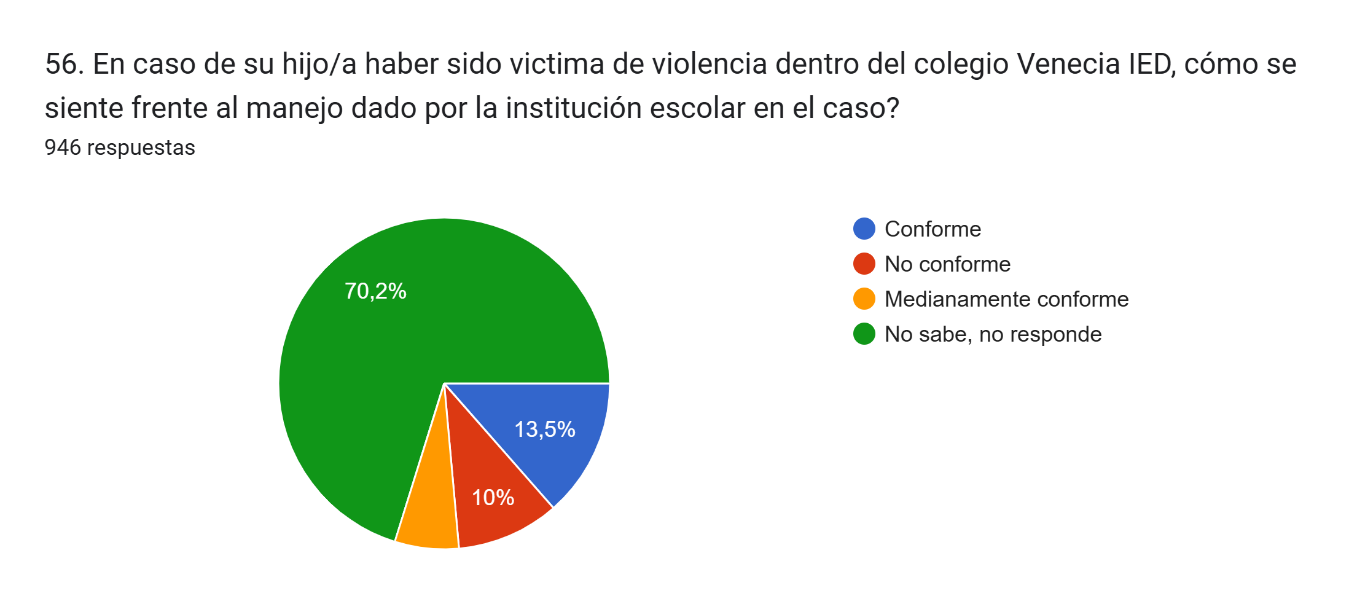 56. En caso de su hijo/a haber sido victima de violencia dentro del colegio Venecia IED, cómo se
siente frente al manejo dado por la institución escolar en el caso?
946 respuestas
70,2%
13,5%
10%
Conforme
No conforme
Medianamente conforme
No sabe, no responde